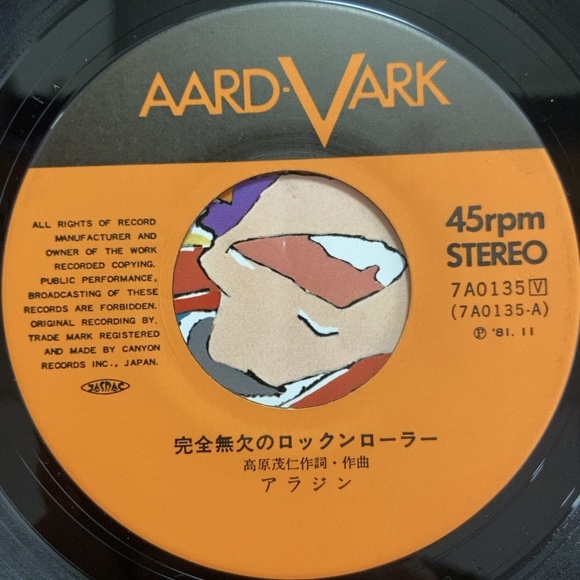 AARD-VARK
ALL RIGHTS OF RECORD
MANUFACTURER AND
OWNER OF THE WORK
RECORDED COPYING.
PUBLIC PERFORMANCE,
BROADCASTING OF THESE
RECORDS ARE FORBIDDEN.
ORIGINAL RECORDING BY.
TRADE MARK REGISTERED
AND MADE BY CANYON
RECORDS INC., JAPAN.
JASRAC
45rpm
STEREO
7A0135 V
(7A0135-A)
Ⓟ '81. 11
完全無欠のロックンローラー
高原茂仁作詞・作曲
アラジン